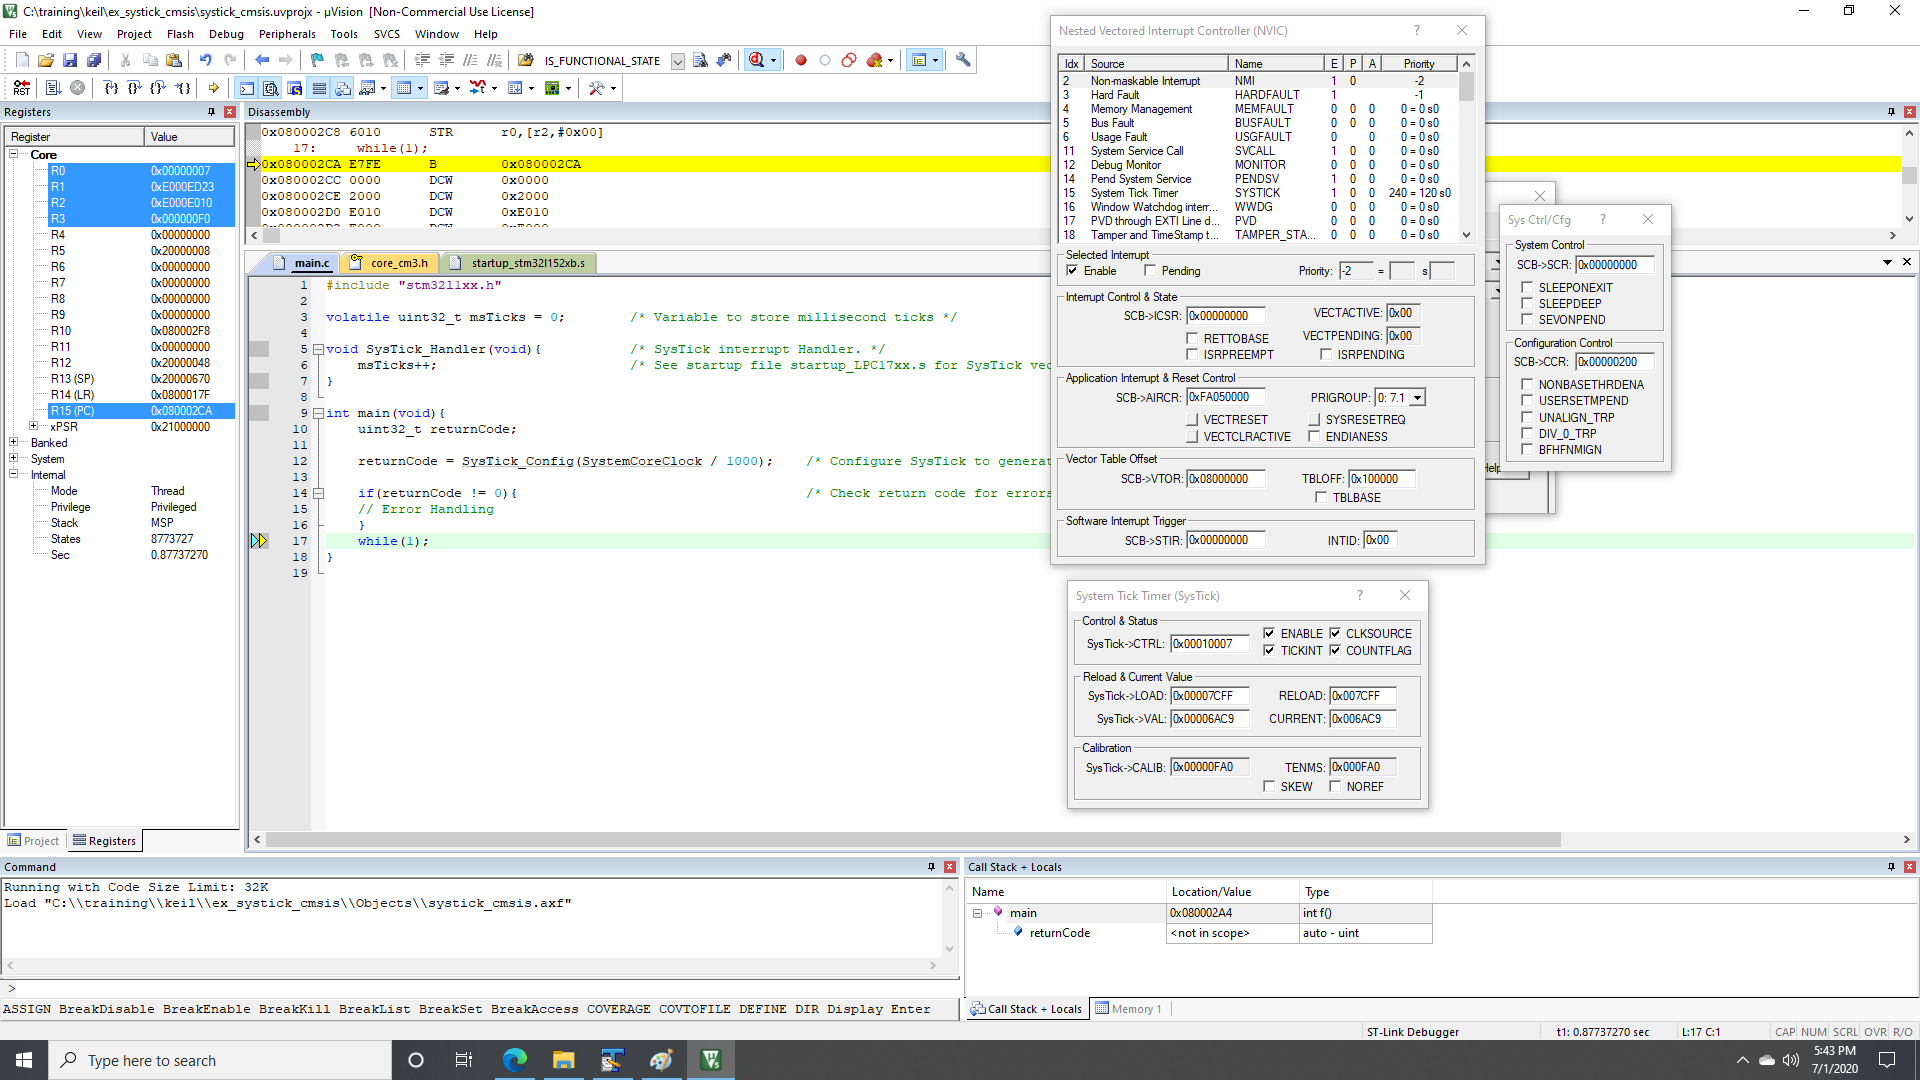 C:\training\keil\ex_systick_cmsis\systick_cmsis.uvprojx - µVision  [Non-Commercial Use License]
File Edit View Project Flash Debug Peripherals Tools SVCS Window Help
IS_FUNCTIONAL_STATE
Registers
Register Value
Core
R0 0x00000007
R1 0xE000ED23
R2 0xE000E010
R3 0x000000F0
R4 0x00000000
R5 0x20000008
R6 0x00000000
R7 0x00000000
R8 0x00000000
R9 0x00000000
R10 0x080002F8
R11 0x00000000
R12 0x20000048
R13 (SP) 0x20000670
R14 (LR) 0x0800017F
R15 (PC) 0x080002CA
xPSR 0x21000000
Banked
System
Internal
Mode Thread
Privilege Privileged
Stack MSP
States 8773727
Sec 0.87737270
Project Registers
Disassembly
0x080002C8 6010 STR r0,[r2,#0x00]
17: while(1);
0x080002CA E7FE B 0x080002CA
0x080002CC 0000 DCW 0x0000
0x080002CE 2000 DCW 0x2000
0x080002D0 E010 DCW 0xE010
main.c core_cm3.h startup_stm32l152xb.s
1 #include "stm32l1xx.h"
2
3 volatile uint32_t msTicks = 0; /* Variable to store millisecond ticks */
4
5 void SysTick_Handler(void){ /* SysTick interrupt Handler. */
6 msTicks++; /* See startup file startup_LPC17xx.s for SysTick vec
7 }
8
9 int main(void){
10 uint32_t returnCode;
11
12 returnCode = SysTick_Config(SystemCoreClock / 1000); /* Configure SysTick to generat
13
14 if(returnCode != 0){ /* Check return code for errors
15 // Error Handling
16 }
17 while(1);
18 }
19
Nested Vectored Interrupt Controller (NVIC)
Idx Source Name E P A Priority
2 Non-maskable Interrupt NMI 1 0 -2
3 Hard Fault HARDFAULT 1 -1
4 Memory Management MEMFAULT 0 0 0 0 = 0 s0
5 Bus Fault BUSFAULT 0 0 0 0 = 0 s0
6 Usage Fault USGFAULT 0 0 0 = 0 s0
11 System Service Call SVCALL 1 0 0 0 = 0 s0
12 Debug Monitor MONITOR 0 0 0 0 = 0 s0
14 Pend System Service PENDSV 1 0 0 0 = 0 s0
15 System Tick Timer SYSTICK 1 0 0 240 = 120 s0
16 Window Watchdog interr... WWDG 0 0 0 0 = 0 s0
17 PVD through EXTI Line d... PVD 0 0 0 0 = 0 s0
18 Tamper and TimeStamp t... TAMPER_STA... 0 0 0 0 = 0 s0
Selected Interrupt
Enable Pending Priority: -2 = s
Interrupt Control & State
SCB->ICSR: 0x00000000 VECTACTIVE: 0x00
RETTOBASE VECTPENDING: 0x00
ISRPREEMPT ISRPENDING
Application Interrupt & Reset Control
SCB->AIRCR: 0xFA050000 PRIGROUP: 0: 7.1
VECTRESET SYSRESETREQ
VECTCLRACTIVE ENDIANESS
Vector Table Offset
SCB->VTOR: 0x08000000 TBLOFF: 0x100000
TBLBASE
Software Interrupt Trigger
SCB->STIR: 0x00000000 INTID: 0x00
Sys Ctrl/Cfg
System Control
SCB->SCR: 0x00000000
SLEEPONEXIT
SLEEPDEEP
SEVONPEND
Configuration Control
SCB->CCR: 0x00000200
NONBASETHRDENA
USERSETMPEND
UNALIGN_TRP
DIV_0_TRP
BFHFNMIGN
Help
System Tick Timer (SysTick)
Control & Status
SysTick->CTRL: 0x00010007 ENABLE CLKSOURCE
TICKINT COUNTFLAG
Reload & Current Value
SysTick->LOAD: 0x00007CFF RELOAD: 0x007CFF
SysTick->VAL: 0x00006AC9 CURRENT: 0x006AC9
Calibration
SysTick->CALIB: 0x00000FA0 TENMS: 0x000FA0
SKEW NOREF
Command
Running with Code Size Limit: 32K
Load "C:\\training\\keil\\ex_systick_cmsis\\Objects\\systick_cmsis.axf"
>
ASSIGN BreakDisable BreakEnable BreakKill BreakList BreakSet BreakAccess COVERAGE COVTOFILE DEFINE DIR Display Enter
Call Stack + Locals
Name Location/Value Type
main 0x080002A4 int f()
returnCode <not in scope> auto - uint
Call Stack + Locals Memory 1
ST-Link Debugger t1: 0.87737270 sec L:17 C:1 CAP NUM SCRL OVR R/O
Type here to search
5:43 PM
7/1/2020